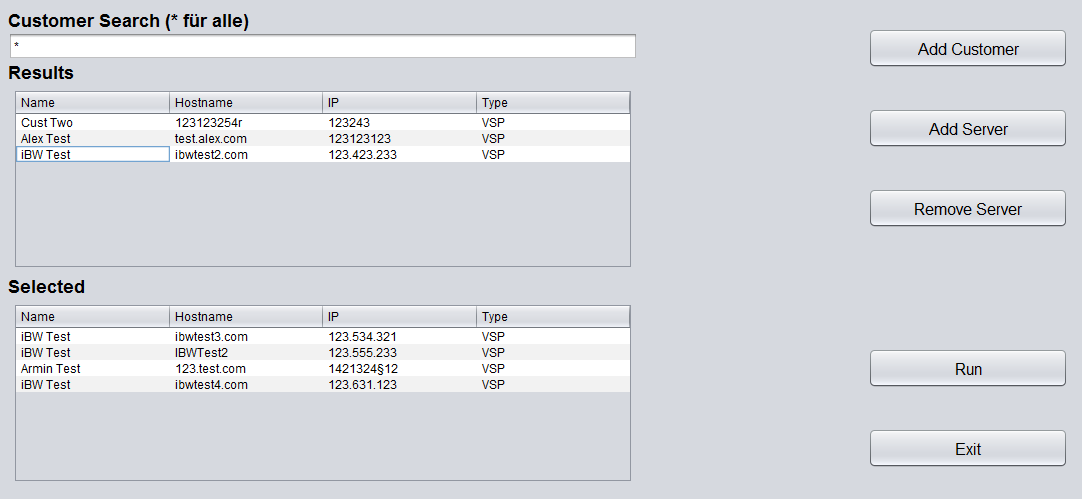 Customer Search (* für alle)
*
Add Customer
Results
Name Hostname IP Type
Cust Two 123123254r 123243 VSP
Add Server
Alex Test test.alex.com 123123123 VSP
iBW Test ibwtest2.com 123.423.233 VSP
Remove Server
Selected
Name Hostname IP Type
iBW Test ibwtest3.com 123.534.321 VSP
iBW Test IBWTest2 123.555.233 VSP
Armin Test 123.test.com 1421324§12 VSP
Run
iBW Test ibwtest4.com 123.631.123 VSP
Exit